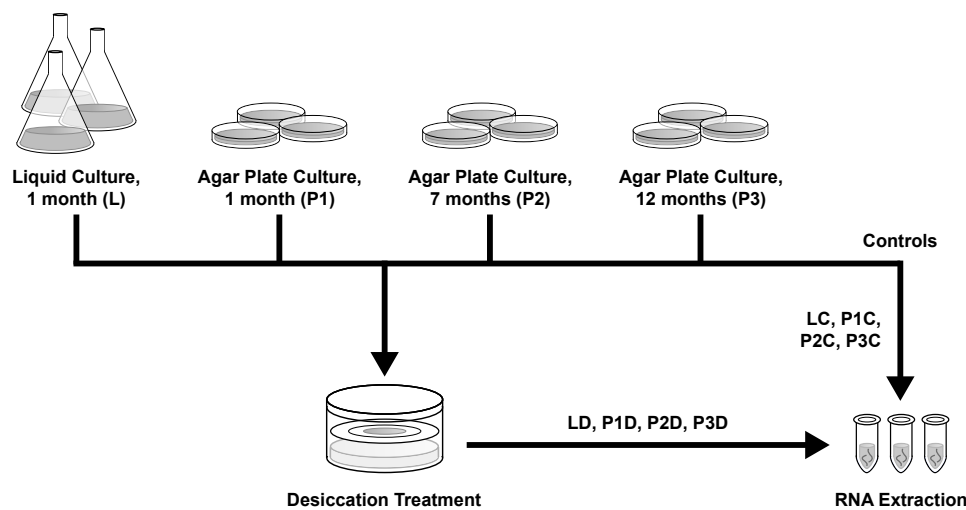 Liquid Culture,
1 month (L)
Agar Plate Culture,
1 month (P1)
Agar Plate Culture,
7 months (P2)
Agar Plate Culture,
12 months (P3)
Controls
LC, P1C,
P2C, P3C
LD, P1D, P2D, P3D
Desiccation Treatment
RNA Extraction